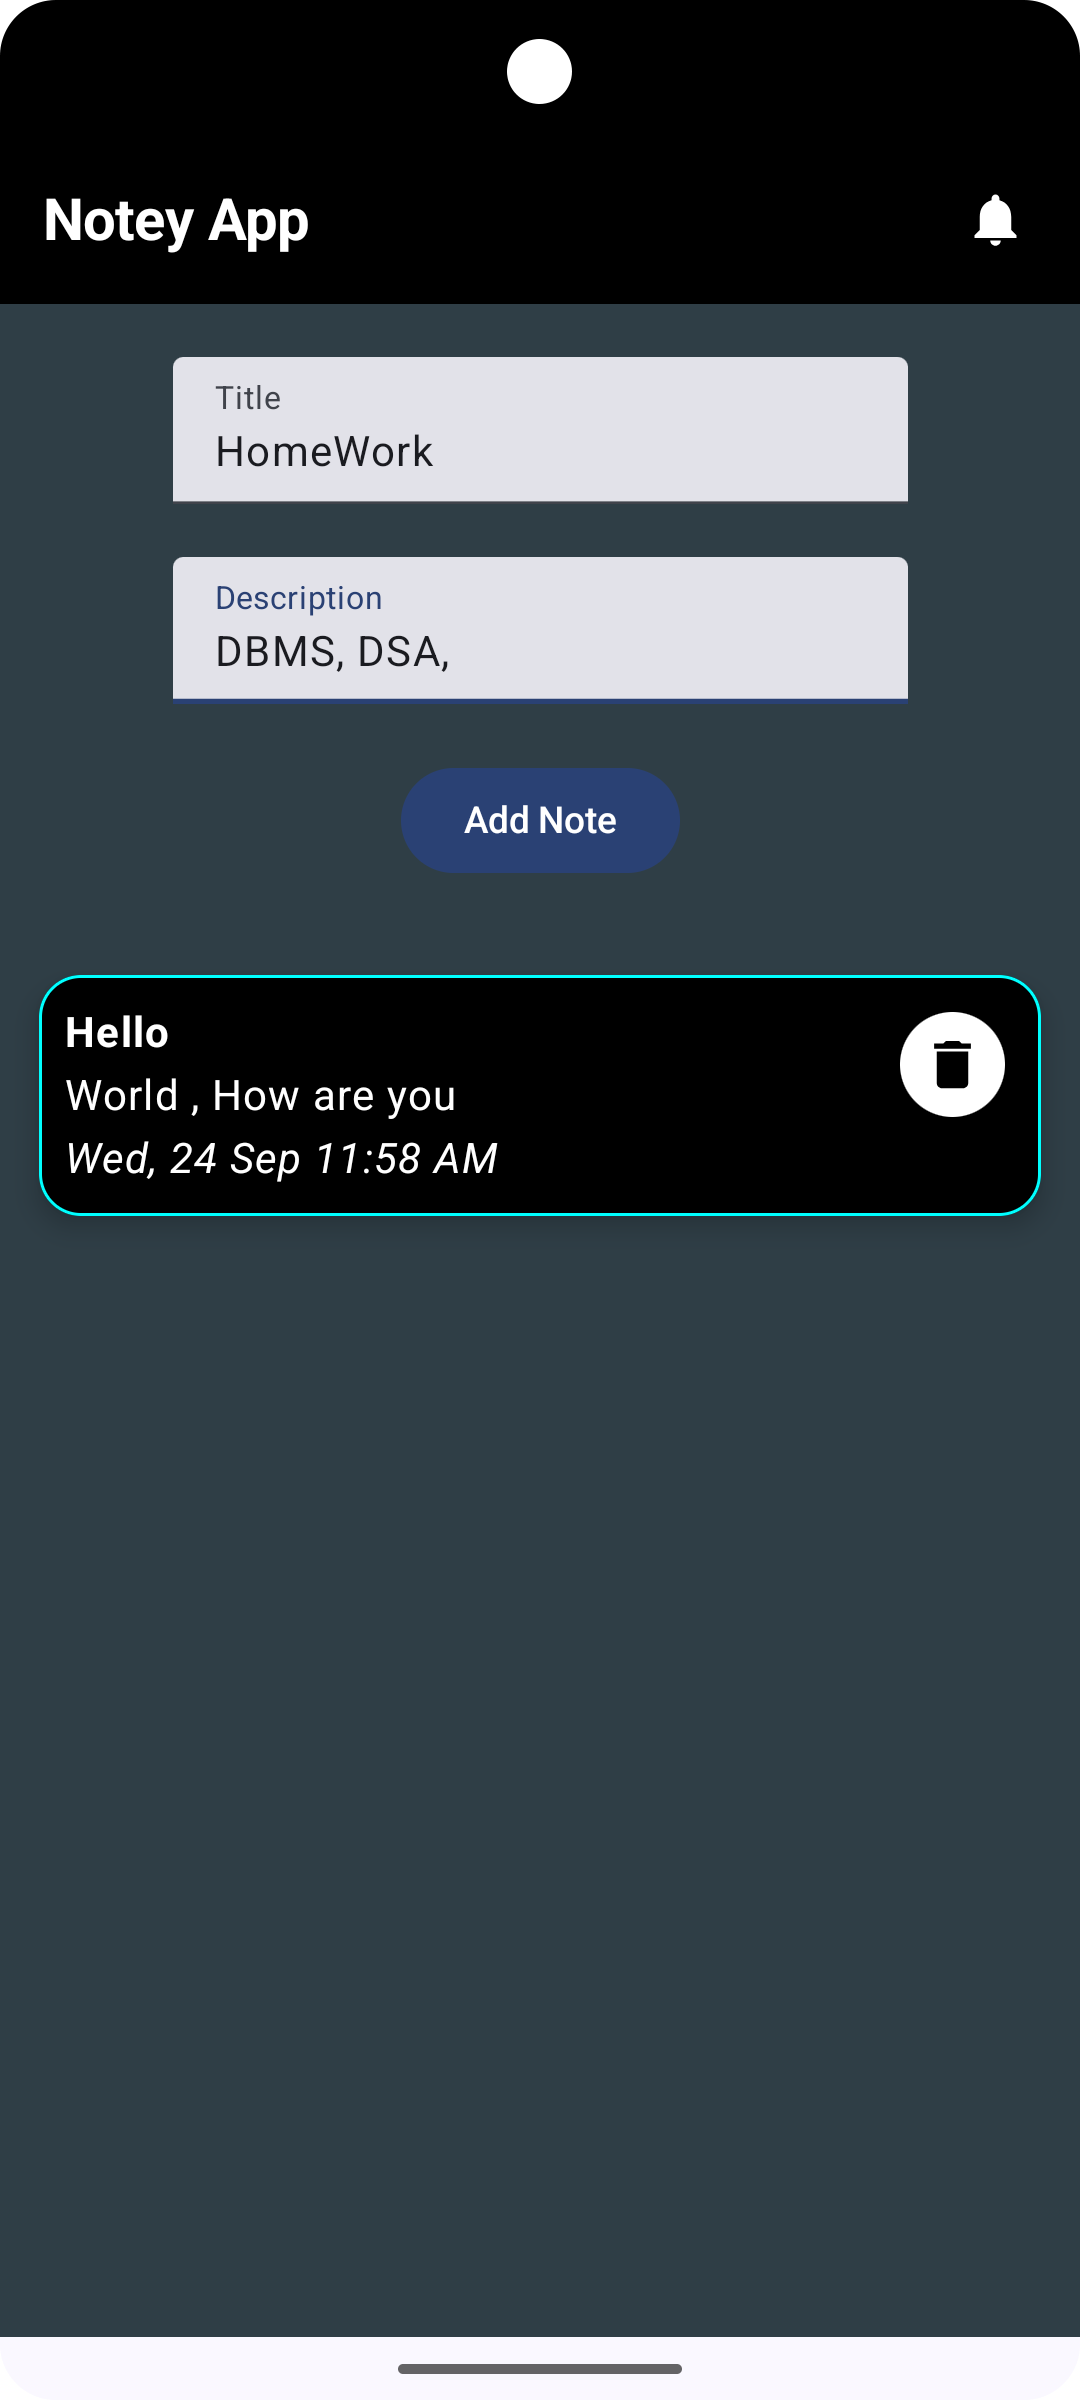 Notey App
Title
HomeWork
Description
DBMS, DSA,
Add Note
Hello
World , How are you
Wed, 24 Sep 11:58 AM